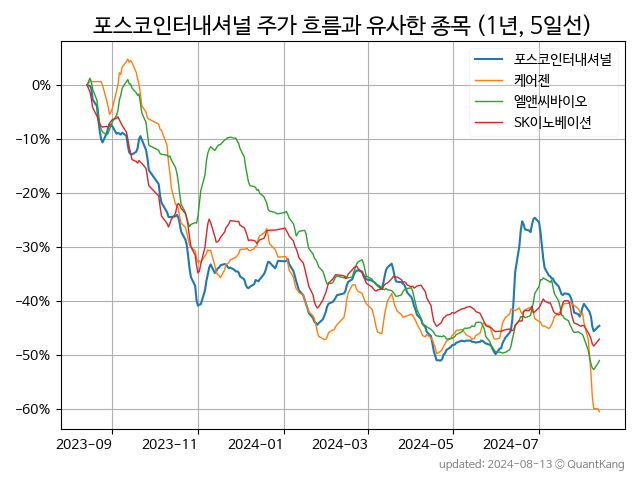 포스코인터내셔널 주가 흐름과 유사한 종목 (1년, 5일선)
포스코인터내셔널
케어젠
엘앤씨바이오
SK이노베이션
0%
−10%
−20%
−30%
−40%
−50%
−60%
2023-09 2023-11 2024-01 2024-03 2024-05 2024-07
updated: 2024-08-13 © QuantKang